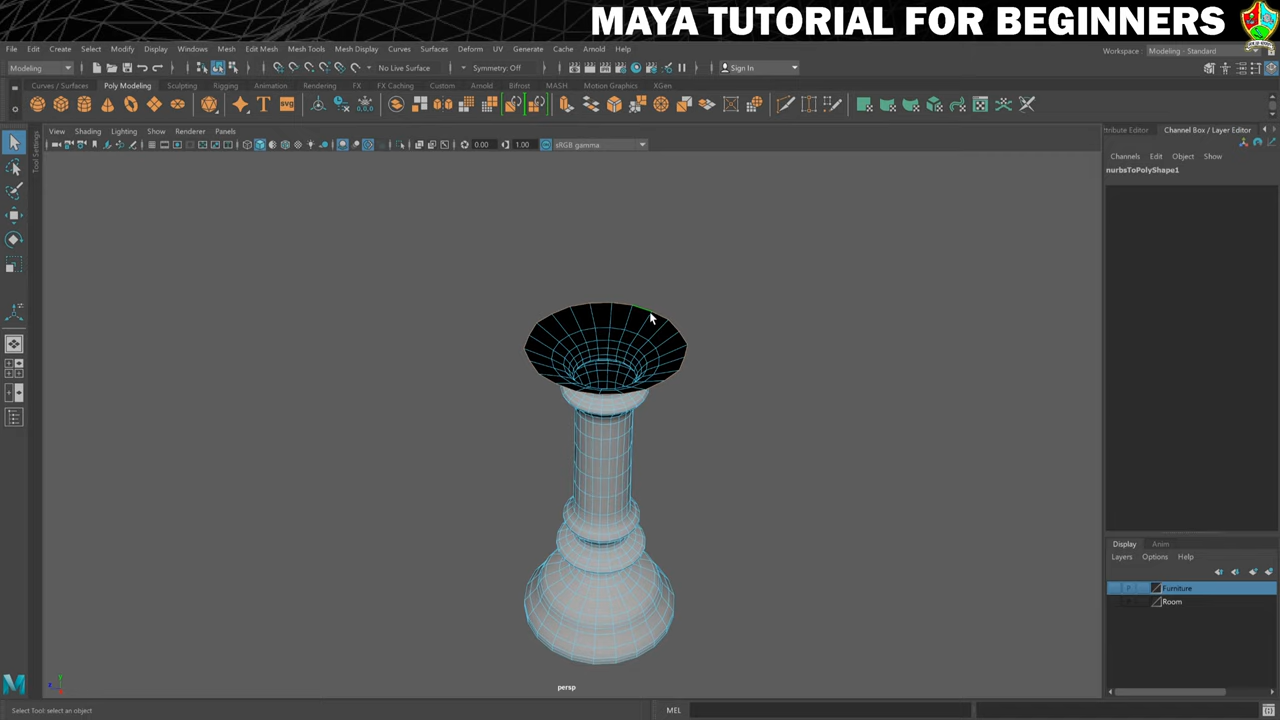 MAYA TUTORIAL FOR BEGINNERS
File Edit Create Select Modify Display Windows Mesh Edit Mesh Mesh Tools Mesh Display Curves Surfaces Deform UV Generate Cache Arnold Help
Workspace : Modeling - Standard
Modeling No Live Surface Symmetry: Off Sign In
Curves / Surfaces Poly Modeling Sculpting Rigging Animation Rendering FX FX Caching Custom Arnold Bifrost MASH Motion Graphics XGen
View Shading Lighting Show Renderer Panels
0.00 1.00 sRGB gamma
Tool Settings
ttribute Editor Channel Box / Layer Editor
Channels Edit Object Show
nurbsToPolyShape1
Display Anim
Layers Options Help
P Furniture
P Room
persp
Select Tool: select an object
MEL